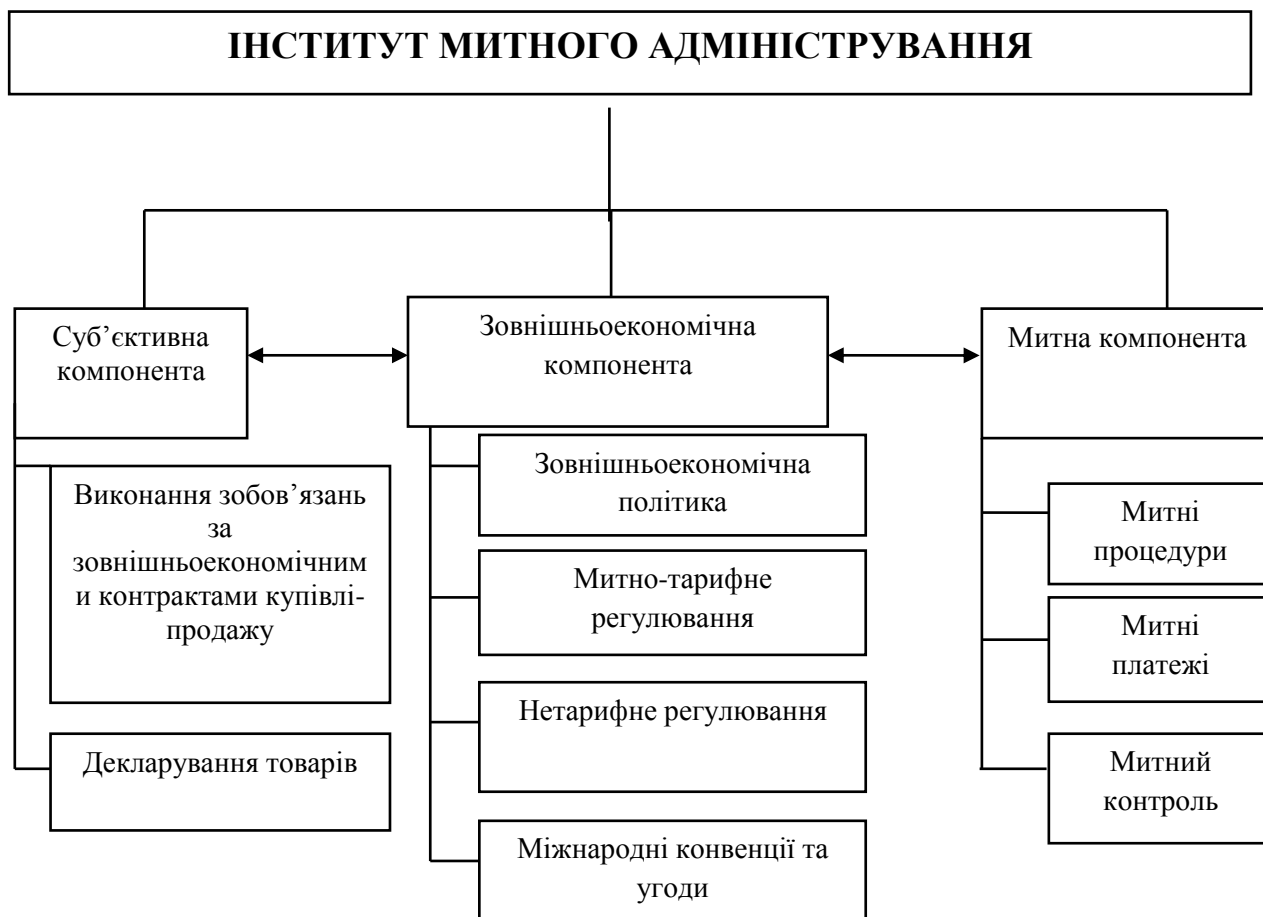 ІНСТИТУТ МИТНОГО АДМІНІСТРУВАННЯ
Суб’єктивна
компонента
Зовнішньоекономічна
компонента
Митна компонента
Виконання зобов’язань
за
зовнішньоекономічним
и контрактами купівлі-
продажу
Декларування товарів
Зовнішньоекономічна
політика
Митно-тарифне
регулювання
Нетарифне регулювання
Міжнародні конвенції та
угоди
Митні
процедури
Митні
платежі
Митний
контроль